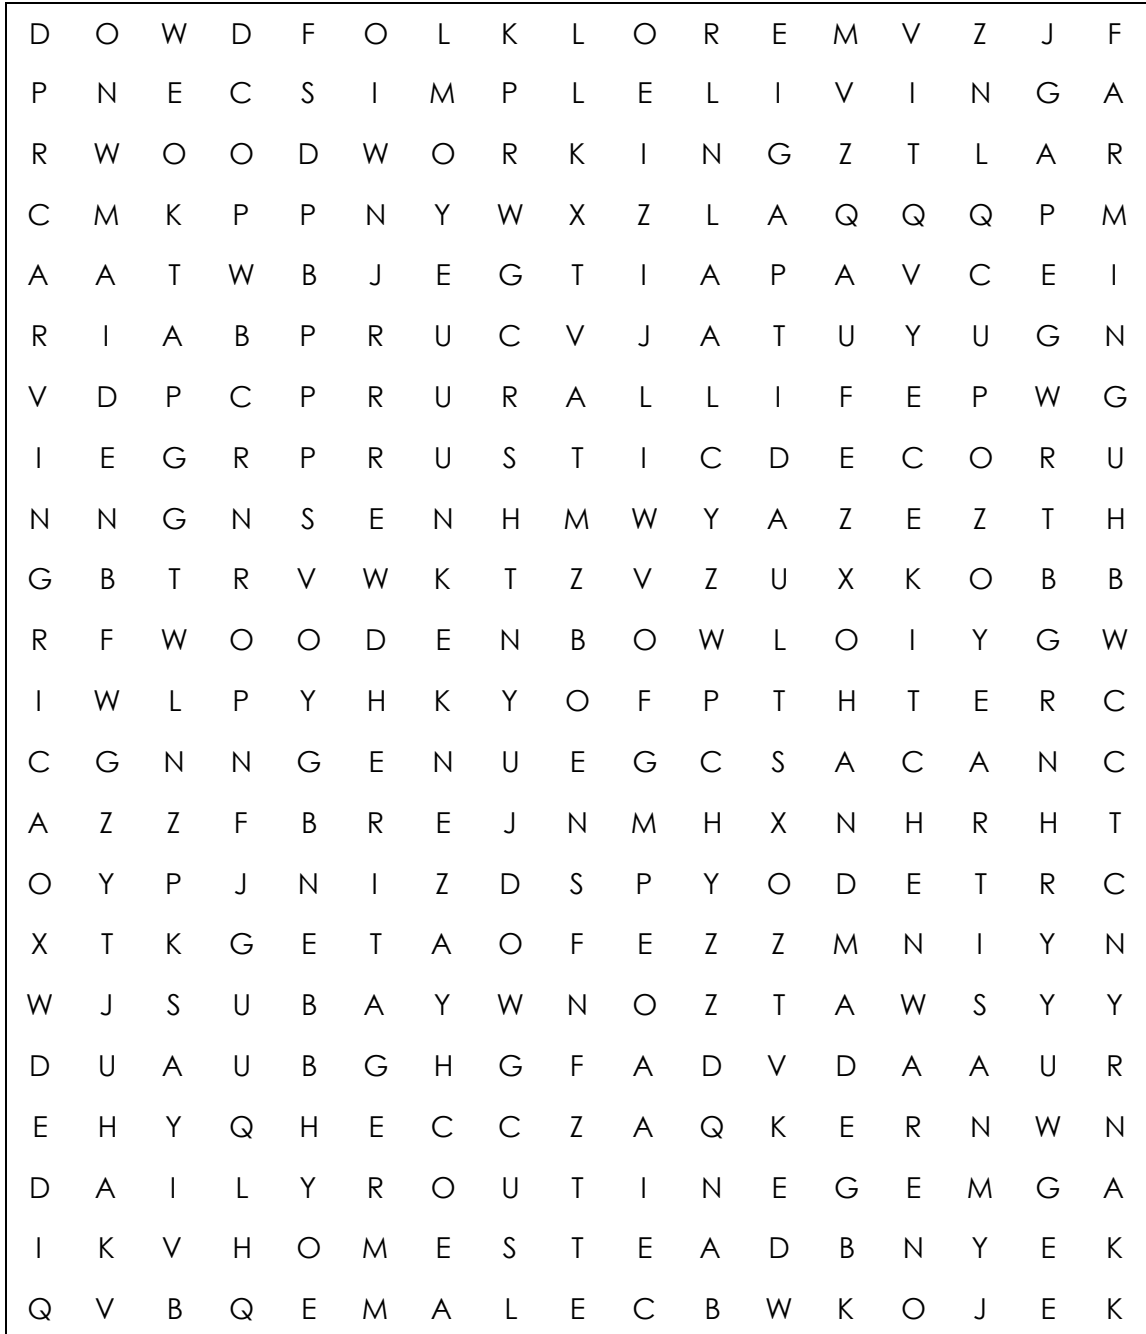 D O W D F O L K L O R E M V Z J F
P N E C S I M P L E L I V I N G A
R W O O D W O R K I N G Z T L A R
C M K P P N Y W X Z L A Q Q Q P M
A A T W B J E G T I A P A V C E I
R I A B P R U C V J A T U Y U G N
V D P C P R U R A L L I F E P W G
I E G R P R U S T I C D E C O R U
N N G N S E N H M W Y A Z E Z T H
G B T R V W K T Z V Z U X K O B B
R F W O O D E N B O W L O I Y G W
I W L P Y H K Y O F P T H T E R C
C G N N G E N U E G C S A C A N C
A Z Z F B R E J N M H X N H R H T
O Y P J N I Z D S P Y O D E T R C
X T K G E T A O F E Z Z M N I Y N
W J S U B A Y W N O Z T A W S Y Y
D U A U B G H G F A D V D A A U R
E H Y Q H E C C Z A Q K E R N W N
D A I L Y R O U T I N E G E M G A
I K V H O M E S T E A D B N Y E K
Q V B Q E M A L E C B W K O J E K